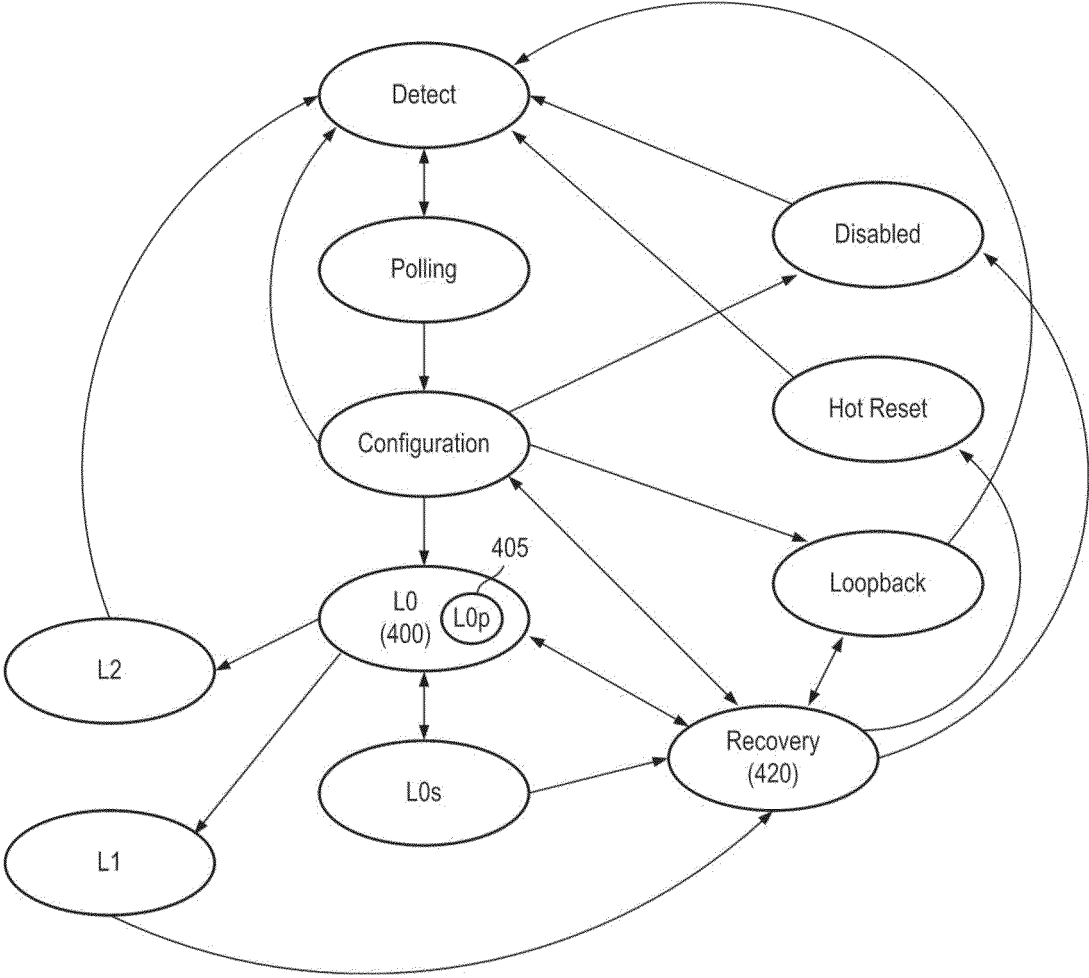 Detect
Disabled
Polling
Hot Reset
Configuration
405
L0
(400)
L0p
Loopback
L2
Recovery
(420)
L0s
L1